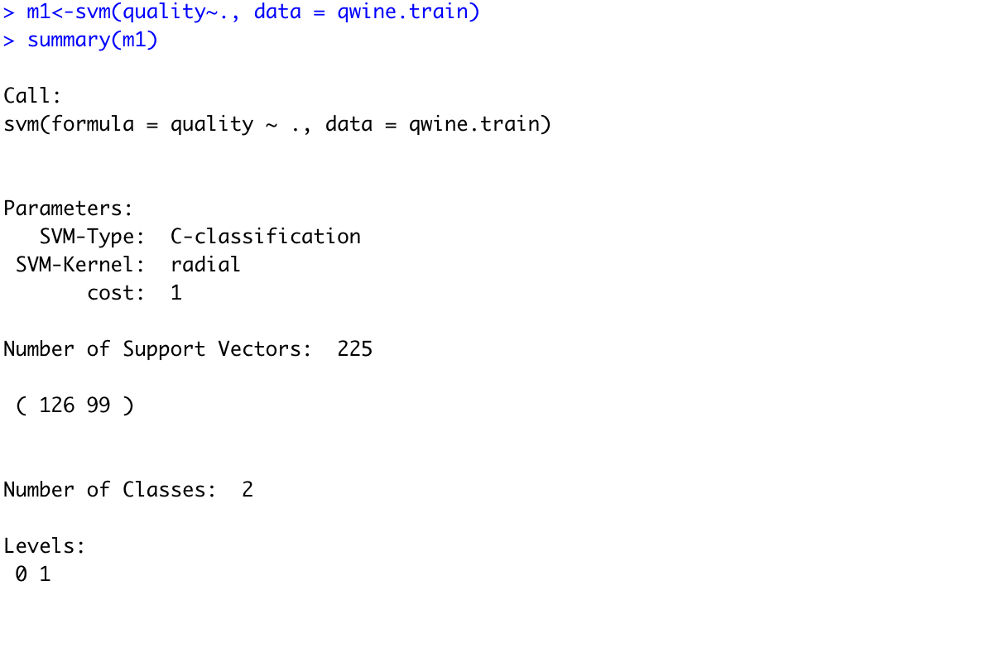 > m1<-svm(quality~., data = qwine.train)
> summary(m1)
Call:
svm(formula = quality ~ ., data = qwine.train)
Parameters:
   SVM-Type:  C-classification
 SVM-Kernel:  radial
       cost:  1
Number of Support Vectors:  225
 ( 126 99 )
Number of Classes:  2
Levels:
 0 1